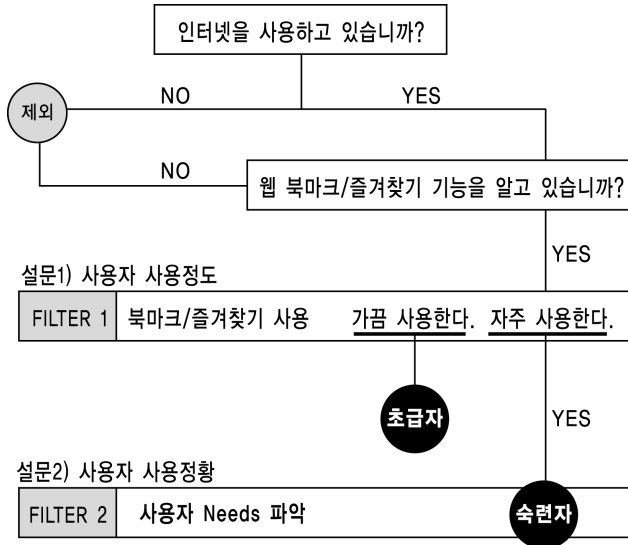 인터넷을 사용하고 있습니까?
NO
YES
제외
NO
웹 북마크/즐겨찾기 기능을 알고 있습니까?
YES
설문1) 사용자 사용정도
FILTER 1 북마크/즐겨찾기 사용 가끔 사용한다. 자주 사용한다.
초급자
YES
설문2) 사용자 사용정황
FILTER 2 사용자 Needs 파악 숙련자